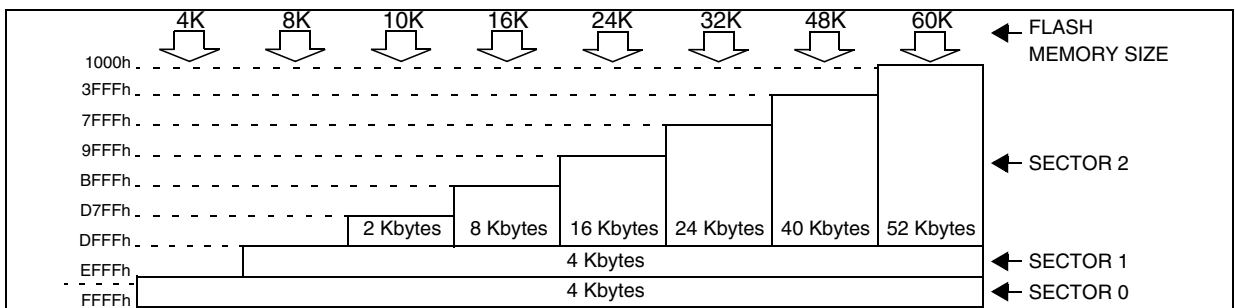 4K 8K 10K 16K 24K 32K 48K 60K
FLASH
MEMORY SIZE
1000h
3FFFh
7FFFh
9FFFh
SECTOR 2
BFFFh
D7FFh
2 Kbytes 8 Kbytes 16 Kbytes 24 Kbytes 40 Kbytes 52 Kbytes
DFFFh
4 Kbytes
SECTOR 1
EFFFh
4 Kbytes
SECTOR 0
FFFFh